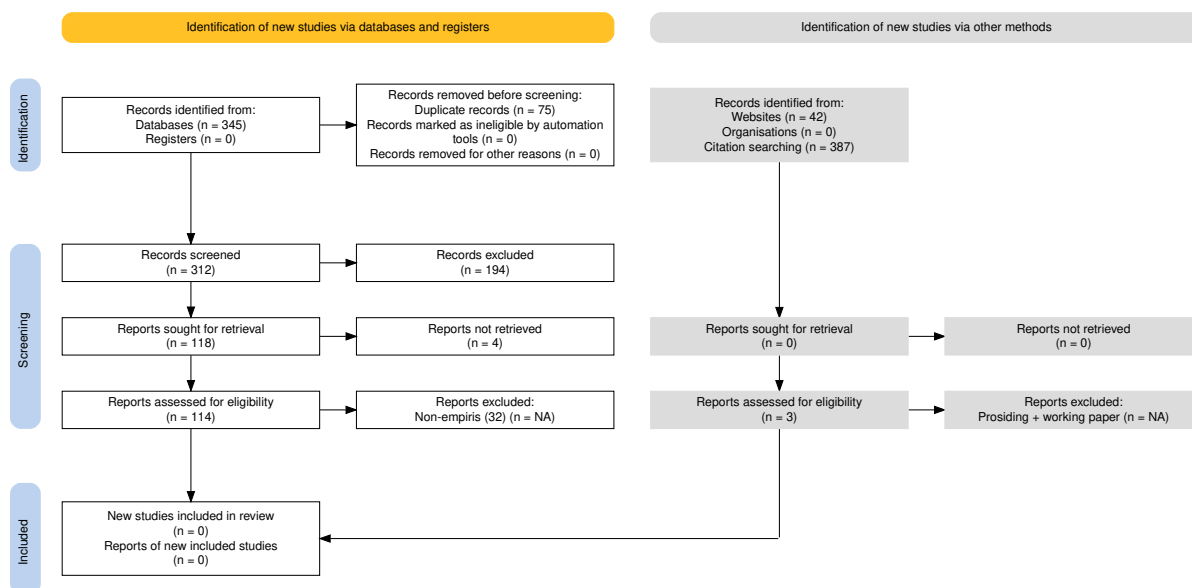 Identification of new studies via databases and registers
Identification of new studies via other methods
Identification
Records identified from:
Databases (n = 345)
Registers (n = 0)
Records removed before screening:
Duplicate records (n = 75)
Records marked as ineligible by automation
tools (n = 0)
Records removed for other reasons (n = 0)
Records identified from:
Websites (n = 42)
Organisations (n = 0)
Citation searching (n = 387)
Screening
Records screened
(n = 312)
Records excluded
(n = 194)
Reports sought for retrieval
(n = 118)
Reports not retrieved
(n = 4)
Reports sought for retrieval
(n = 0)
Reports not retrieved
(n = 0)
Reports assessed for eligibility
(n = 114)
Reports excluded:
Non-empiris (32) (n = NA)
Reports assessed for eligibility
(n = 3)
Reports excluded:
Prosiding + working paper (n = NA)
Included
New studies included in review
(n = 0)
Reports of new included studies
(n = 0)